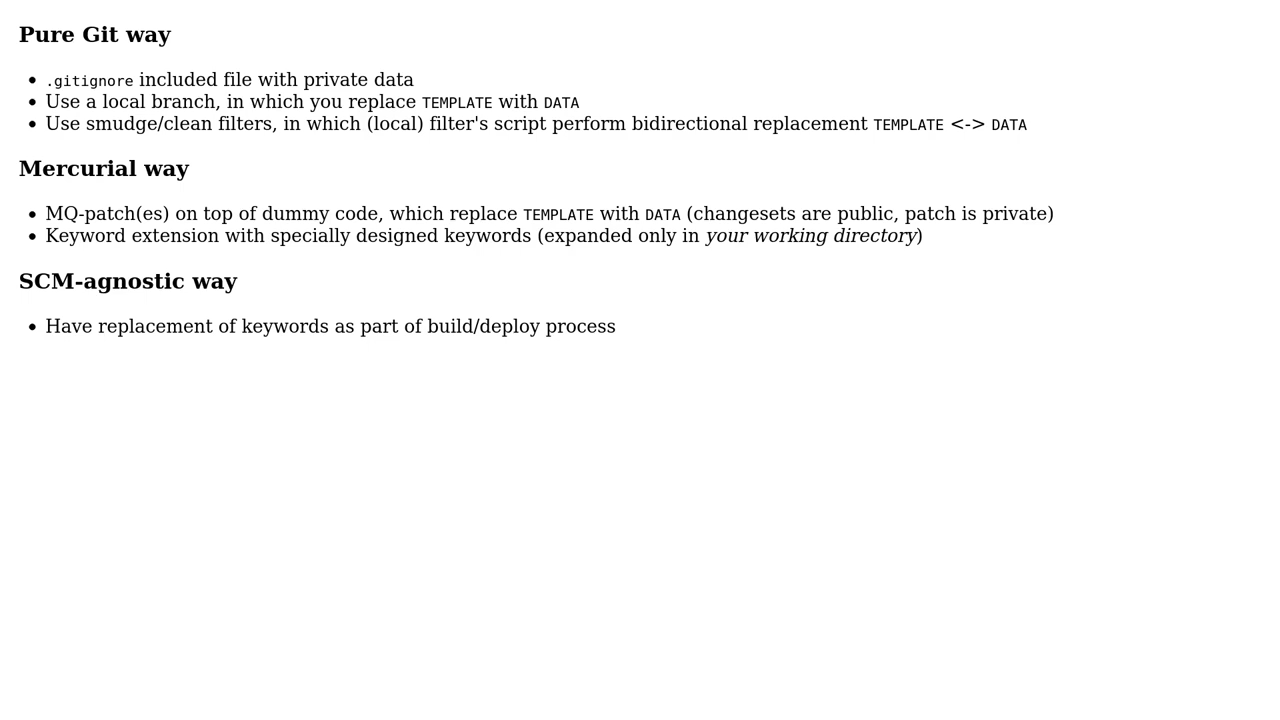 Pure Git way
.gitignore included file with private data
Use a local branch, in which you replace TEMPLATE with DATA
Use smudge/clean filters, in which (local) filter's script perform bidirectional replacement TEMPLATE <-> DATA
Mercurial way
MQ-patch(es) on top of dummy code, which replace TEMPLATE with DATA (changesets are public, patch is private)
Keyword extension with specially designed keywords (expanded only in your working directory)
SCM-agnostic way
Have replacement of keywords as part of build/deploy process